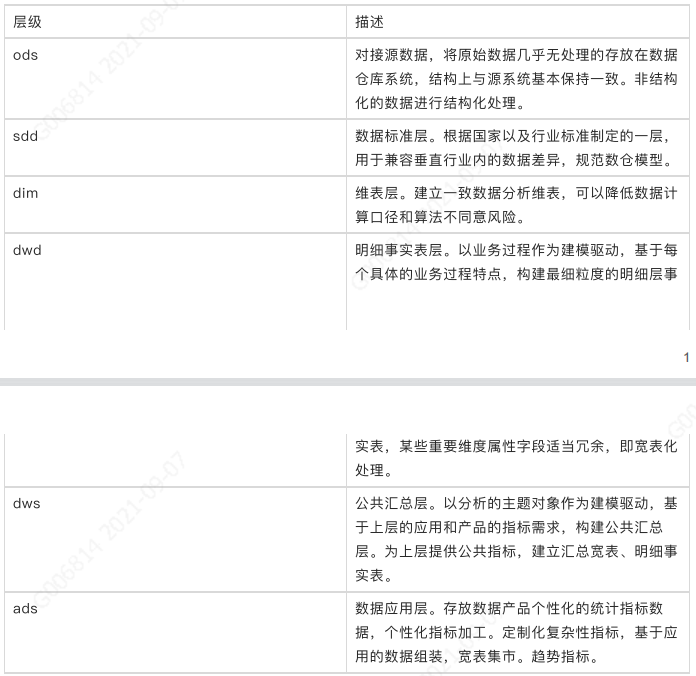 层级
描述
ods
对接源数据，将原始数据几乎无处理的存放在数据
仓库系统，结构上与源系统基本保持一致。非结构
化的数据进行结构化处理。
sdd
数据标准层。根据国家以及行业标准制定的一层，
用于兼容垂直行业内的数据差异，规范数仓模型。
dim
维表层。建立一致数据分析维表，可以降低数据计
算口径和算法不同意风险。
dwd
明细事实表层。以业务过程作为建模驱动，基于每
个具体的业务过程特点，构建最细粒度的明细层事
1
实表，某些重要维度属性字段适当冗余，即宽表化
处理。
dws
公共汇总层。以分析的主题对象作为建模驱动，基
于上层的应用和产品的指标需求，构建公共汇总
层。为上层提供公共指标，建立汇总宽表、明细事
实表。
ads
数据应用层。存放数据产品个性化的统计指标数
据，个性化指标加工。定制化复杂性指标，基于应
用的数据组装，宽表集市。趋势指标。
G006814 2021-09-07
G006814 2021-09-07